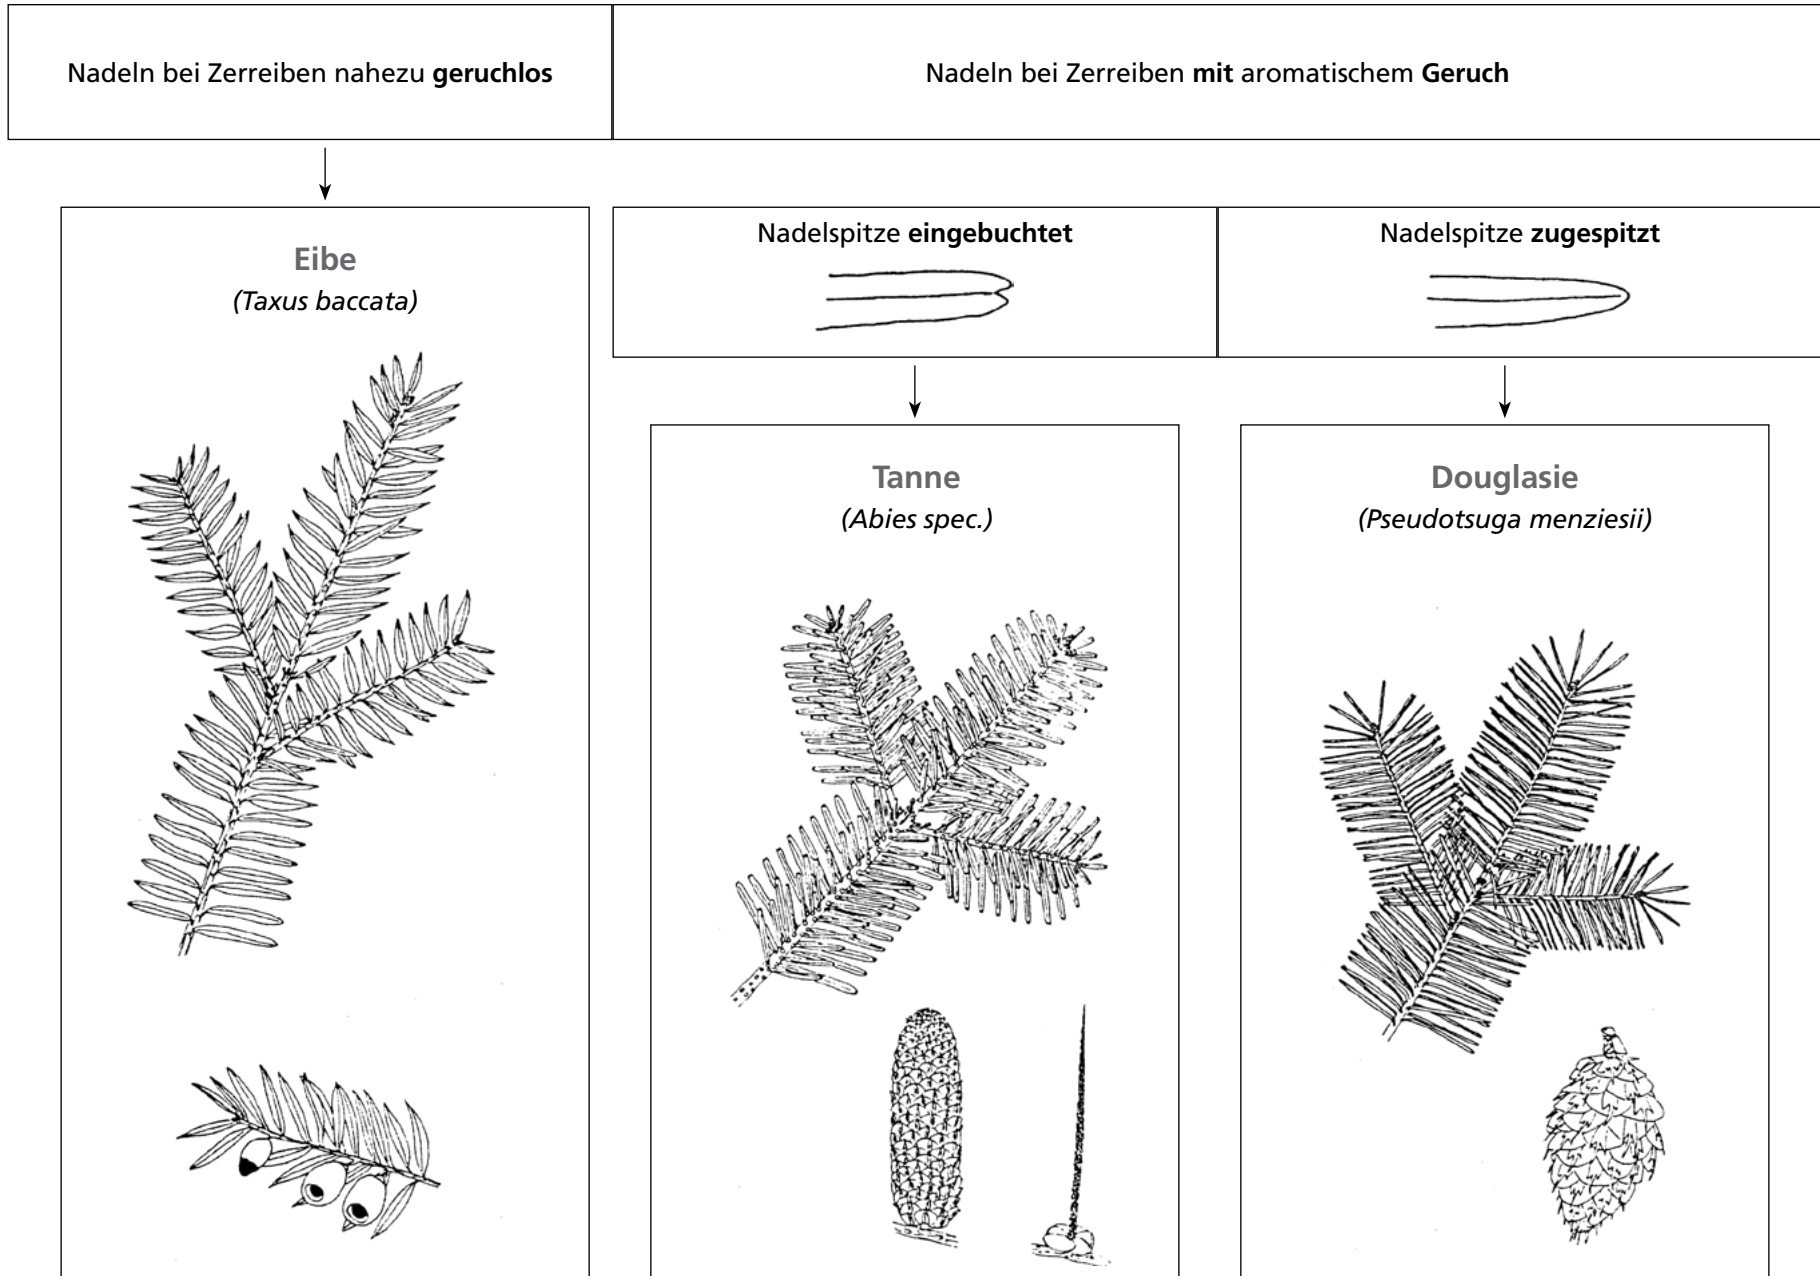 Nadeln bei Zerreiben nahezu geruchlos
Nadeln bei Zerreiben mit aromatischem Geruch
Eibe
(Taxus baccata)
Nadelspitze eingebuchtet
Nadelspitze zugespitzt
Tanne
(Abies spec.)
Douglasie
(Pseudotsuga menziesii)